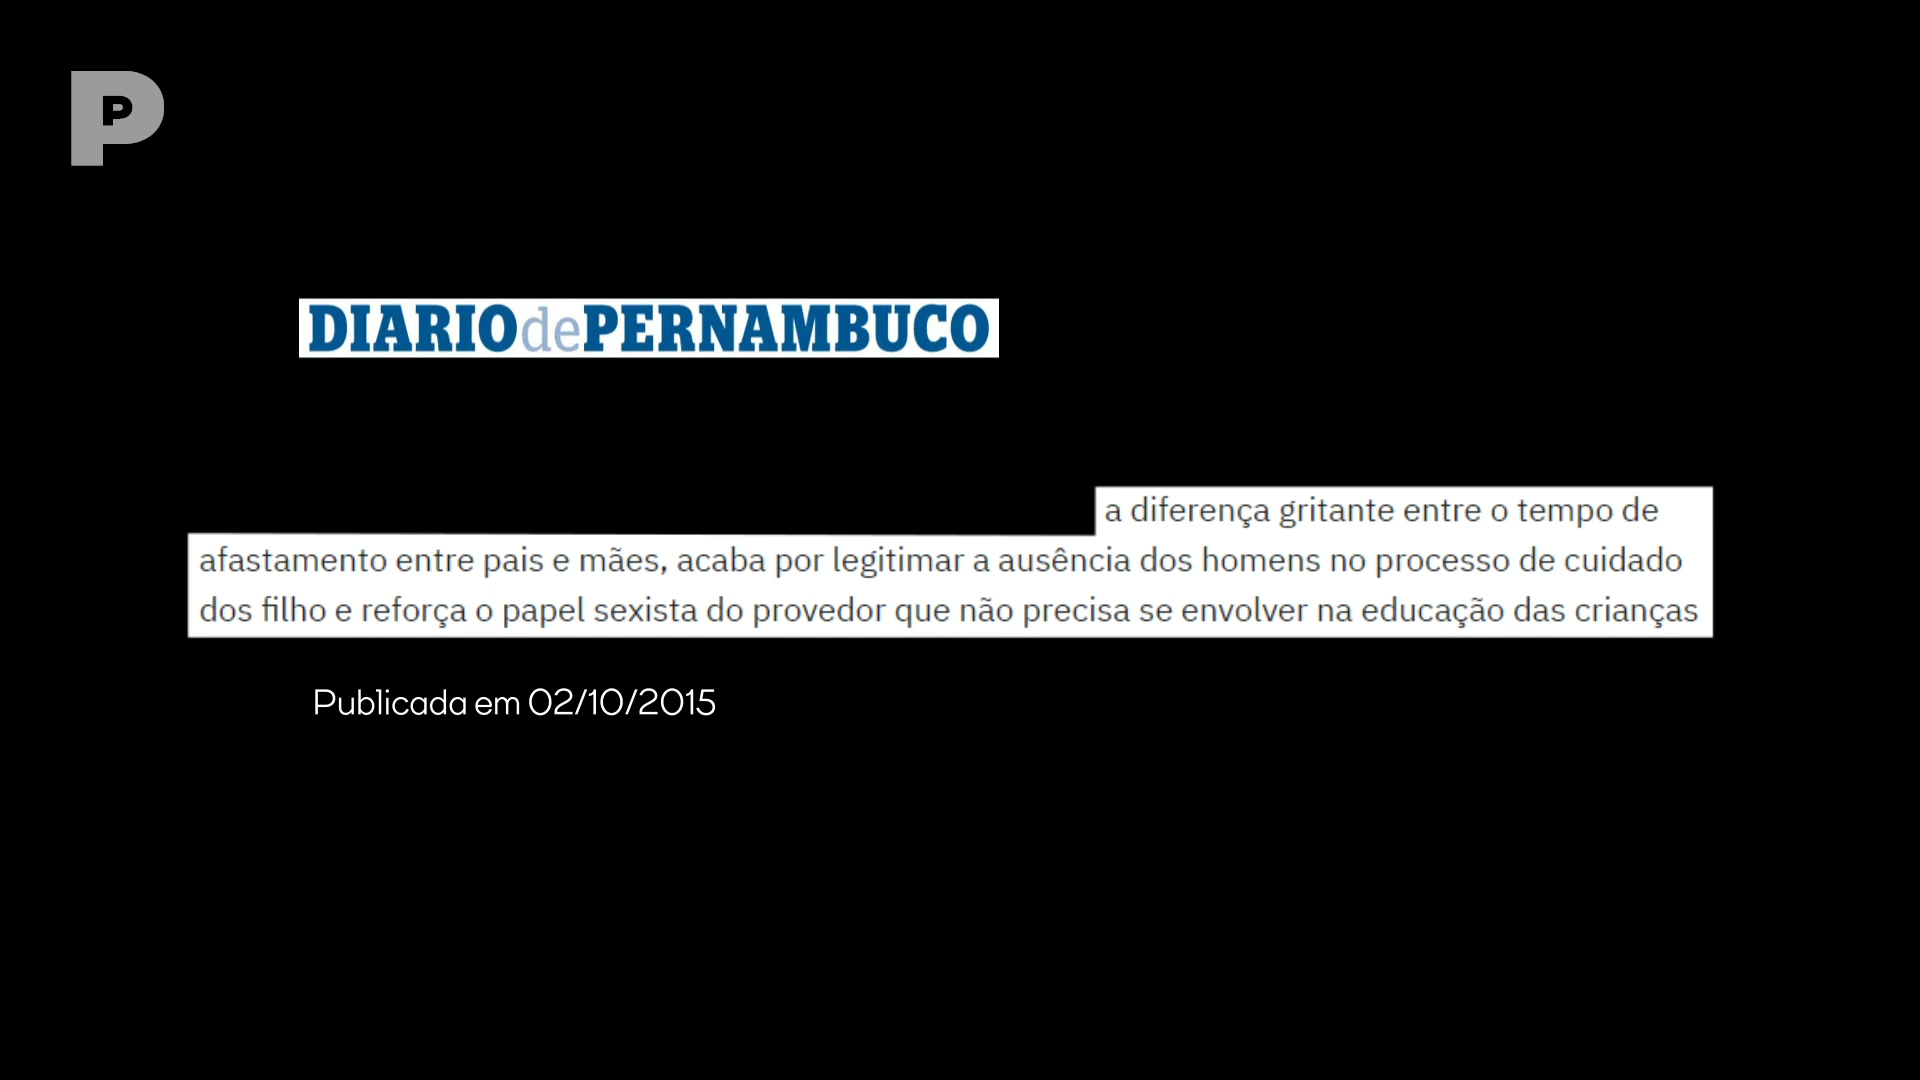 P
P
DIARIOdePERNAMBUCO
a diferença gritante entre o tempo de
afastamento entre pais e mães, acaba por legitimar a ausência dos homens no processo de cuidado
dos filho e reforça o papel sexista do provedor que não precisa se envolver na educação das crianças
Publicada em 02/10/2015